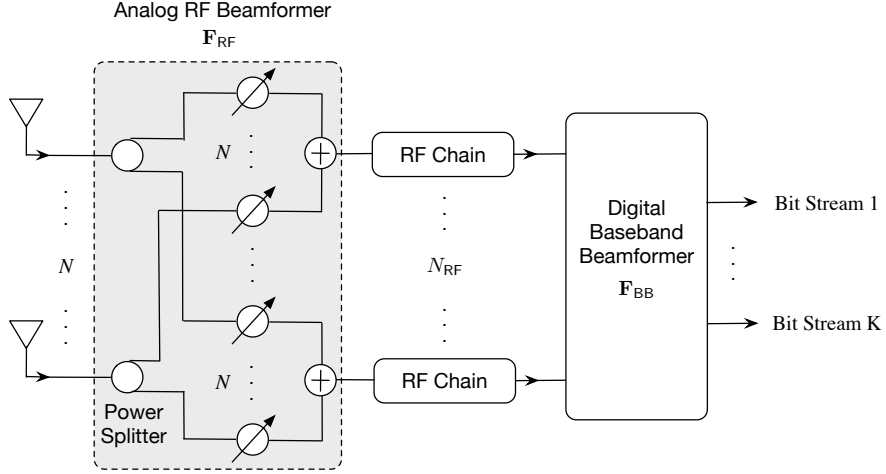 Analog RF Beamformer
F_RF
N
N
N
Power
Splitter
RF Chain
N_RF
RF Chain
Digital
Baseband
Beamformer
F_BB
Bit Stream 1
Bit Stream K